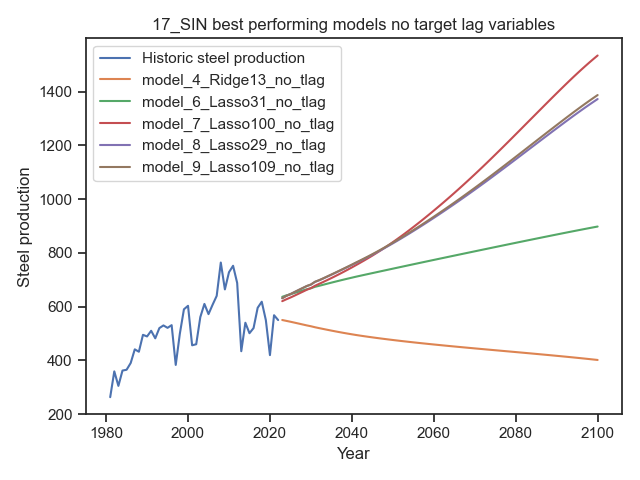 17_SIN best performing models no target lag variables
Historic steel production
model_4_Ridge13_no_tlag
model_6_Lasso31_no_tlag
model_7_Lasso100_no_tlag
model_8_Lasso29_no_tlag
model_9_Lasso109_no_tlag
Steel production
1400
1200
1000
800
600
400
200
1980 2000 2020 2040 2060 2080 2100
Year